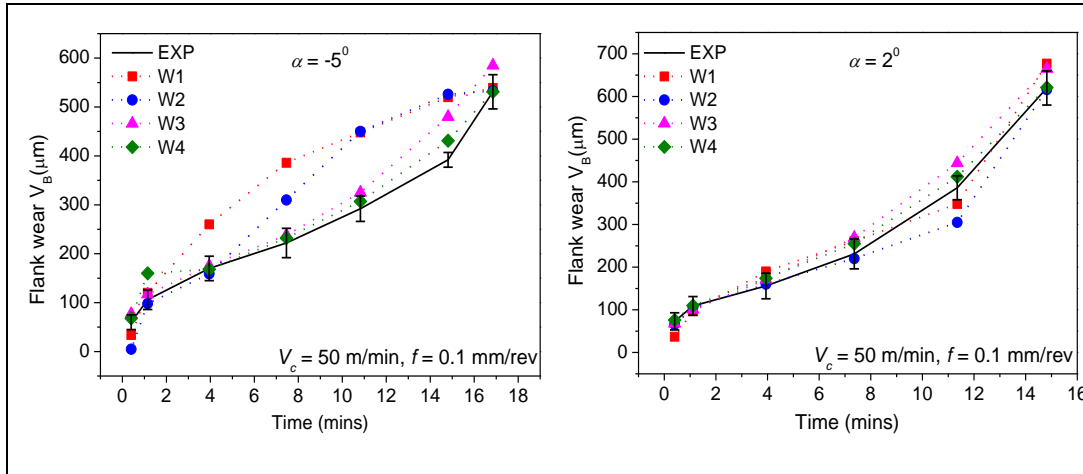 EXP
W1
W2
W3
W4
α = -5⁰
600
500
400
300
200
100
0
Flank wear V_B(μm)
V_c = 50 m/min, f = 0.1 mm/rev
0 2 4 6 8 10 12 14 16 18
Time (mins)
EXP
W1
W2
W3
W4
α = 2⁰
700
600
500
400
300
200
100
0
Flank wear V_B(μm)
V_c = 50 m/min, f = 0.1 mm/rev
0 2 4 6 8 10 12 14 16
Time (mins)